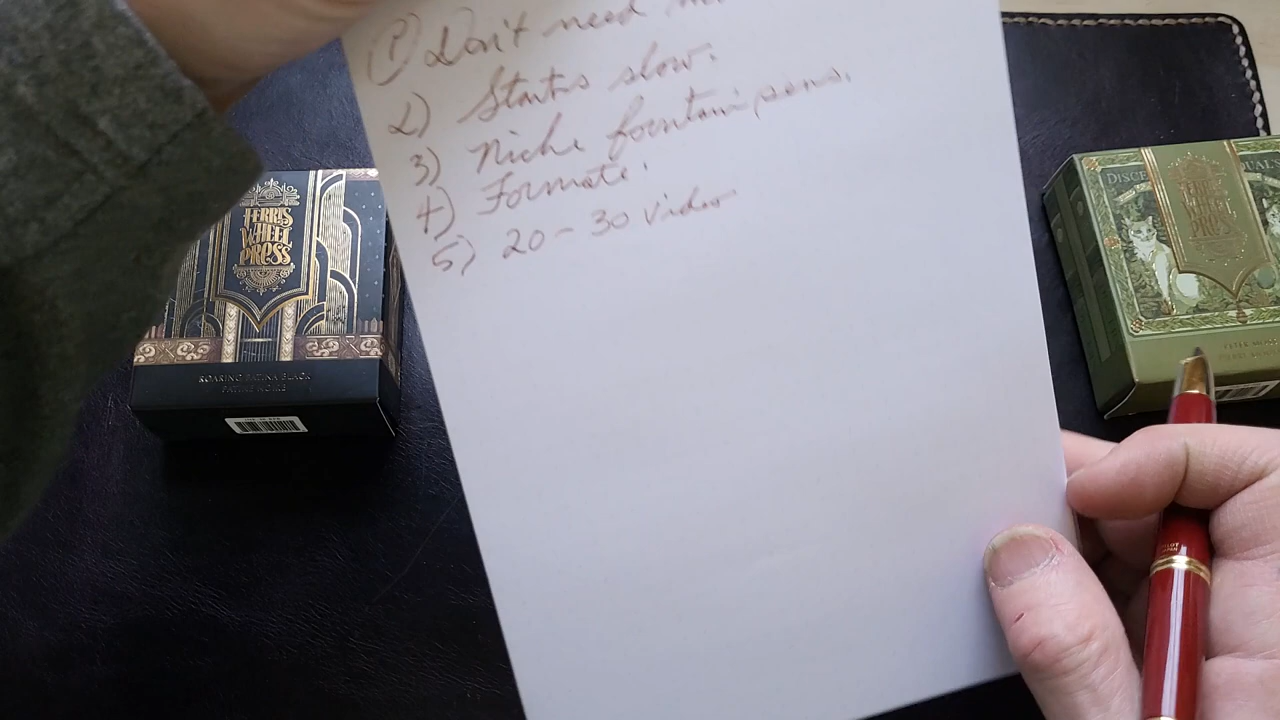 1) Don't need
2) Starts slow.
3) Niche fountain pens.
4) Formate.
5) 20-30 video
FERRIS
WHEEL
PRESS
ROARING PATINA BLACK
FERRIS
WHEEL
PRESS